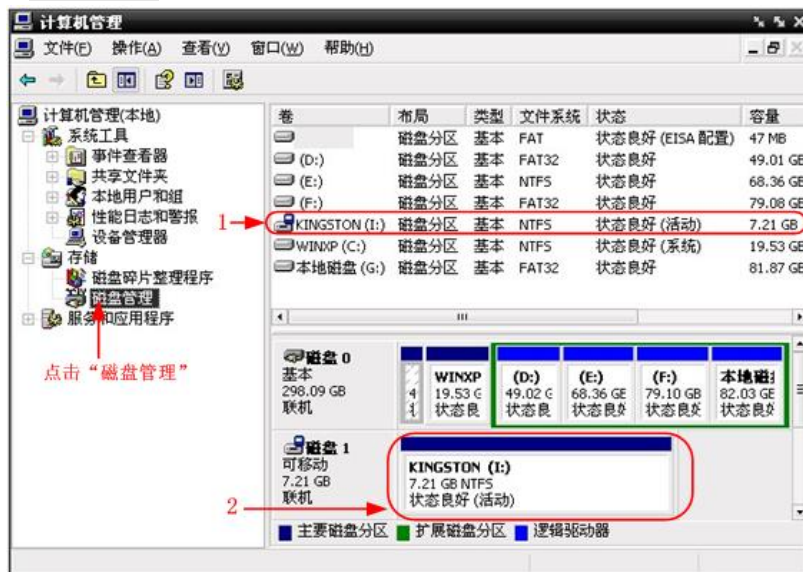 计算机管理
文件(F) 操作(A) 查看(V) 窗口(W) 帮助(H)
计算机管理(本地)
系统工具
事件查看器
共享文件夹
本地用户和组
性能日志和警报
设备管理器
存储
磁盘碎片整理程序
磁盘管理
服务和应用程序
点击“磁盘管理”
卷 布局 类型 文件系统 状态 容量
磁盘分区 基本 FAT 状态良好 (EISA 配置) 47 MB
(D:) 磁盘分区 基本 FAT32 状态良好 49.01 GB
(E:) 磁盘分区 基本 NTFS 状态良好 68.36 GB
(F:) 磁盘分区 基本 FAT32 状态良好 79.08 GB
1 KINGSTON (I:) 磁盘分区 基本 NTFS 状态良好 (活动) 7.21 GB
WINXP (C:) 磁盘分区 基本 NTFS 状态良好 (系统) 19.53 GB
本地磁盘 (G:) 磁盘分区 基本 FAT32 状态良好 81.87 GB
磁盘 0
基本
298.09 GB
联机
4
WINXP
19.53 G
状态良
(D:)
49.02 G
状态良
(E:)
68.36 GE
状态良
(F:)
79.10 GB
状态良
本地磁
82.03 GE
状态良
磁盘 1
可移动
7.21 GB
联机
2
KINGSTON (I:)
7.21 GB NTFS
状态良好 (活动)
主要磁盘分区 扩展磁盘分区 逻辑驱动器